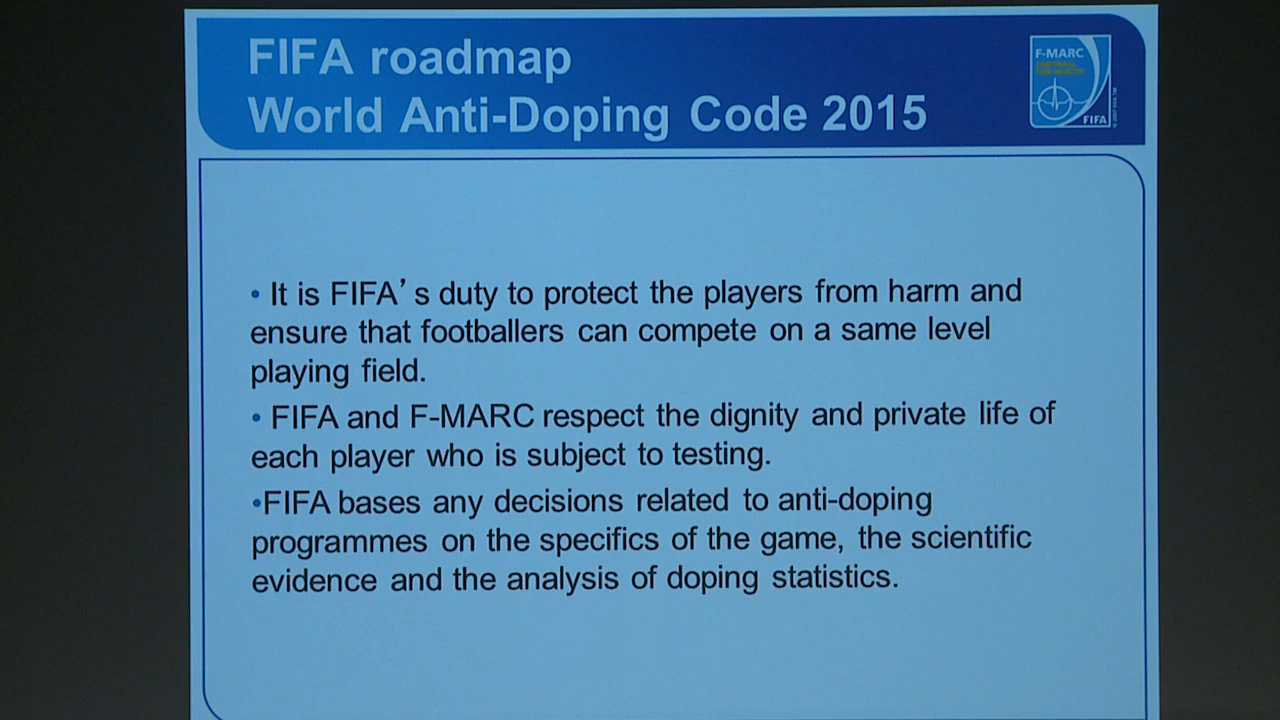 FIFA roadmap
World Anti-Doping Code 2015
F-MARC
FOOTBALL
FOR HEALTH
FIFA
• It is FIFA’s duty to protect the players from harm and
ensure that footballers can compete on a same level
playing field.
• FIFA and F-MARC respect the dignity and private life of
each player who is subject to testing.
•FIFA bases any decisions related to anti-doping
programmes on the specifics of the game, the scientific
evidence and the analysis of doping statistics.